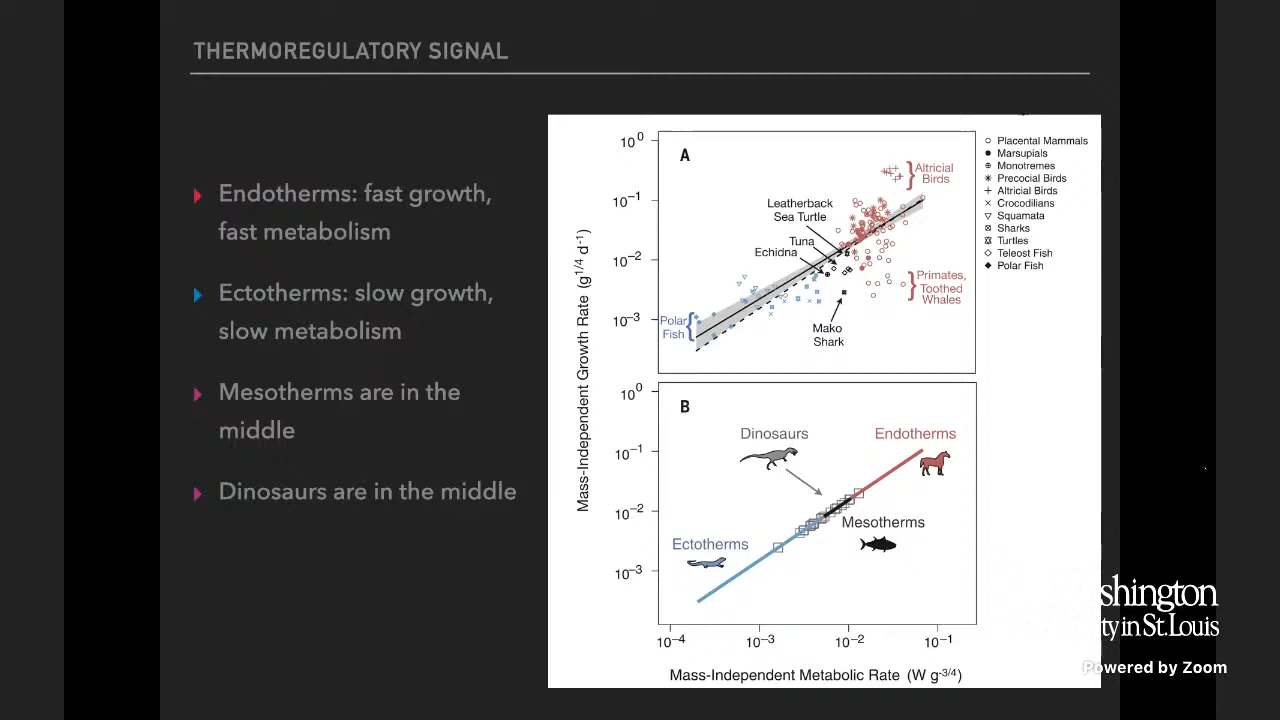 THERMOREGULATORY SIGNAL
Endotherms: fast growth,
fast metabolism
Ectotherms: slow growth,
slow metabolism
Mesotherms are in the
middle
Dinosaurs are in the middle
Mass-Independent Growth Rate (g^1/4 d^-1)
10^0
10^-1
10^-2
10^-3
A
Altricial
Birds
Leatherback
Sea Turtle
Tuna
Echidna
Primates,
Toothed
Whales
Polar
Fish
Mako
Shark
Placental Mammals
Marsupials
Monotremes
Precocial Birds
Altricial Birds
Crocodilians
Squamata
Sharks
Turtles
Teleost Fish
Polar Fish
10^0
10^-1
10^-2
10^-3
B
Dinosaurs
Endotherms
Mesotherms
Ectotherms
10^-4 10^-3 10^-2 10^-1
Mass-Independent Metabolic Rate (W g^-3/4)
shington
ty in St. Louis
Powered by Zoom